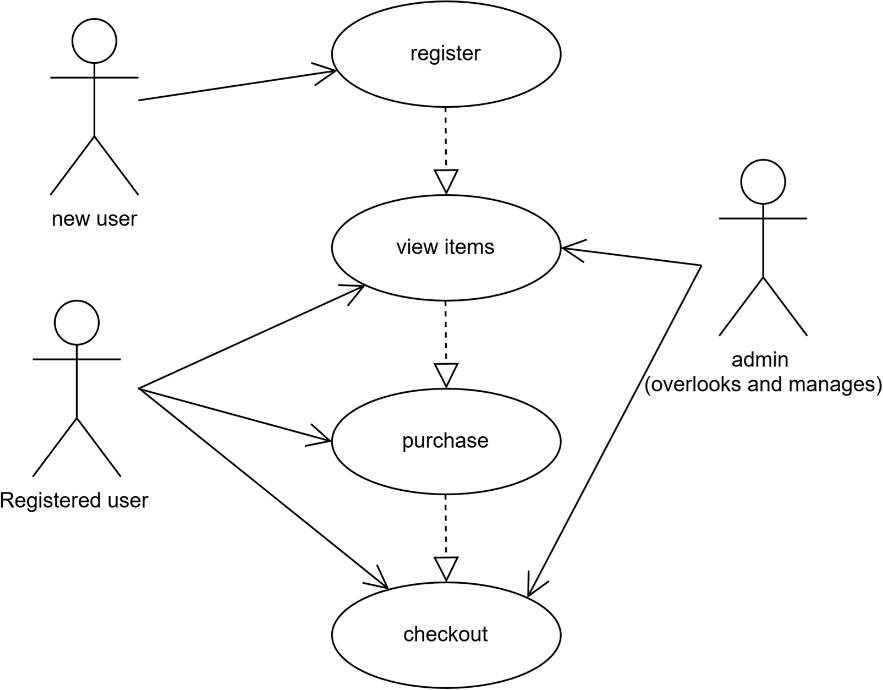 register
new user
view items
admin
(overlooks and manages)
purchase
Registered user
checkout